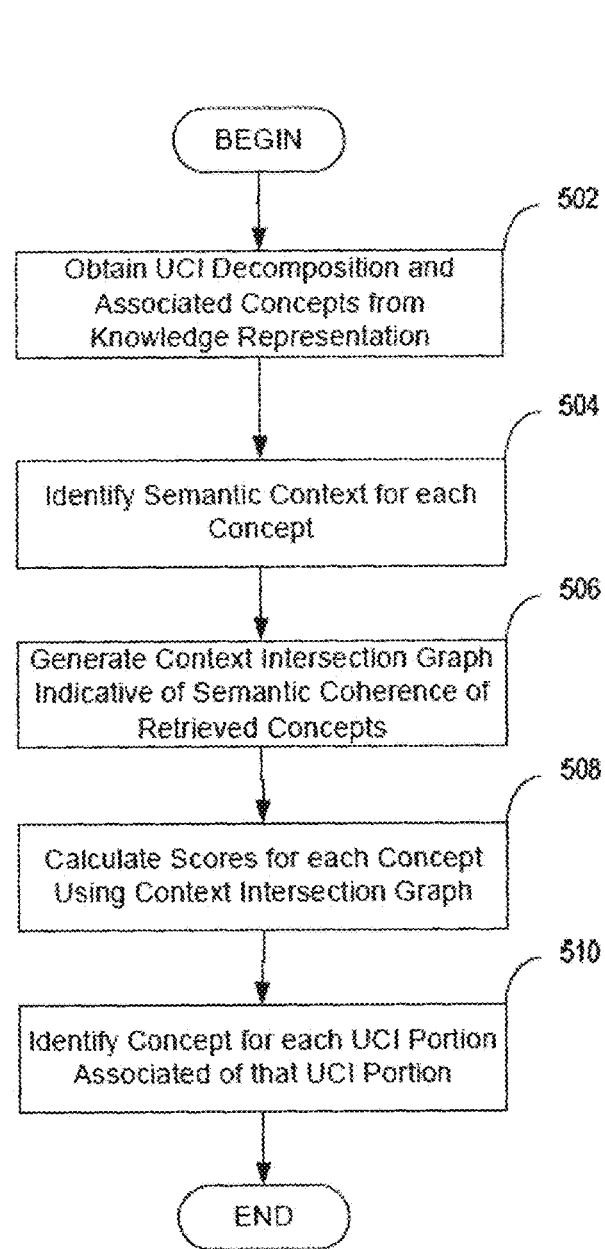 BEGIN
502
Obtain UCI Decomposition and
Associated Concepts from
Knowledge Representation
504
Identify Semantic Context for each
Concept
506
Generate Context Intersection Graph
Indicative of Semantic Coherence of
Retrieved Concepts
508
Calculate Scores for each Concept
Using Context Intersection Graph
510
Identify Concept for each UCI Portion
Associated of that UCI Portion
END